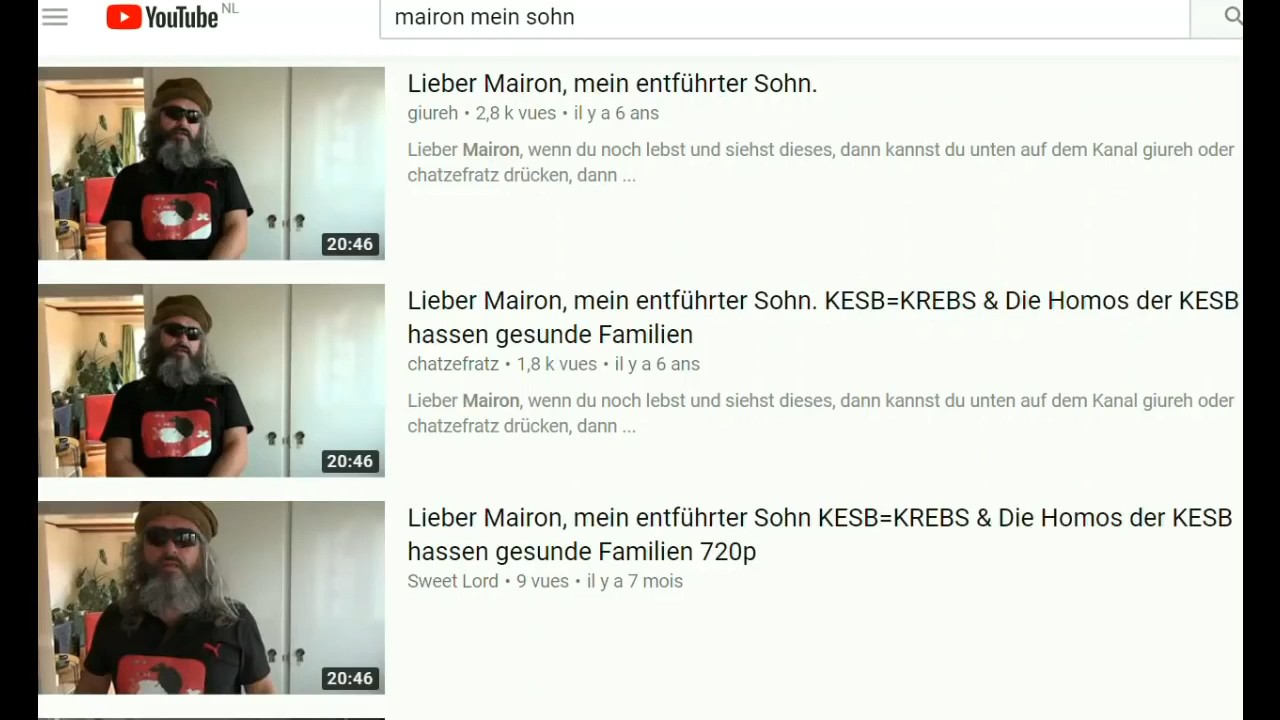 YouTube NL
mairon mein sohn
Lieber Mairon, mein entführter Sohn.
giureh • 2,8 k vues • il y a 6 ans
Lieber Mairon, wenn du noch lebst und siehst dieses, dann kannst du unten auf dem Kanal giureh oder
chatzefratz drücken, dann ...
20:46
Lieber Mairon, mein entführter Sohn. KESB=KREBS & Die Homos der KESB
hassen gesunde Familien
chatzefratz • 1,8 k vues • il y a 6 ans
Lieber Mairon, wenn du noch lebst und siehst dieses, dann kannst du unten auf dem Kanal giureh oder
chatzefratz drücken, dann ...
20:46
Lieber Mairon, mein entführter Sohn KESB=KREBS & Die Homos der KESB
hassen gesunde Familien 720p
Sweet Lord • 9 vues • il y a 7 mois
20:46